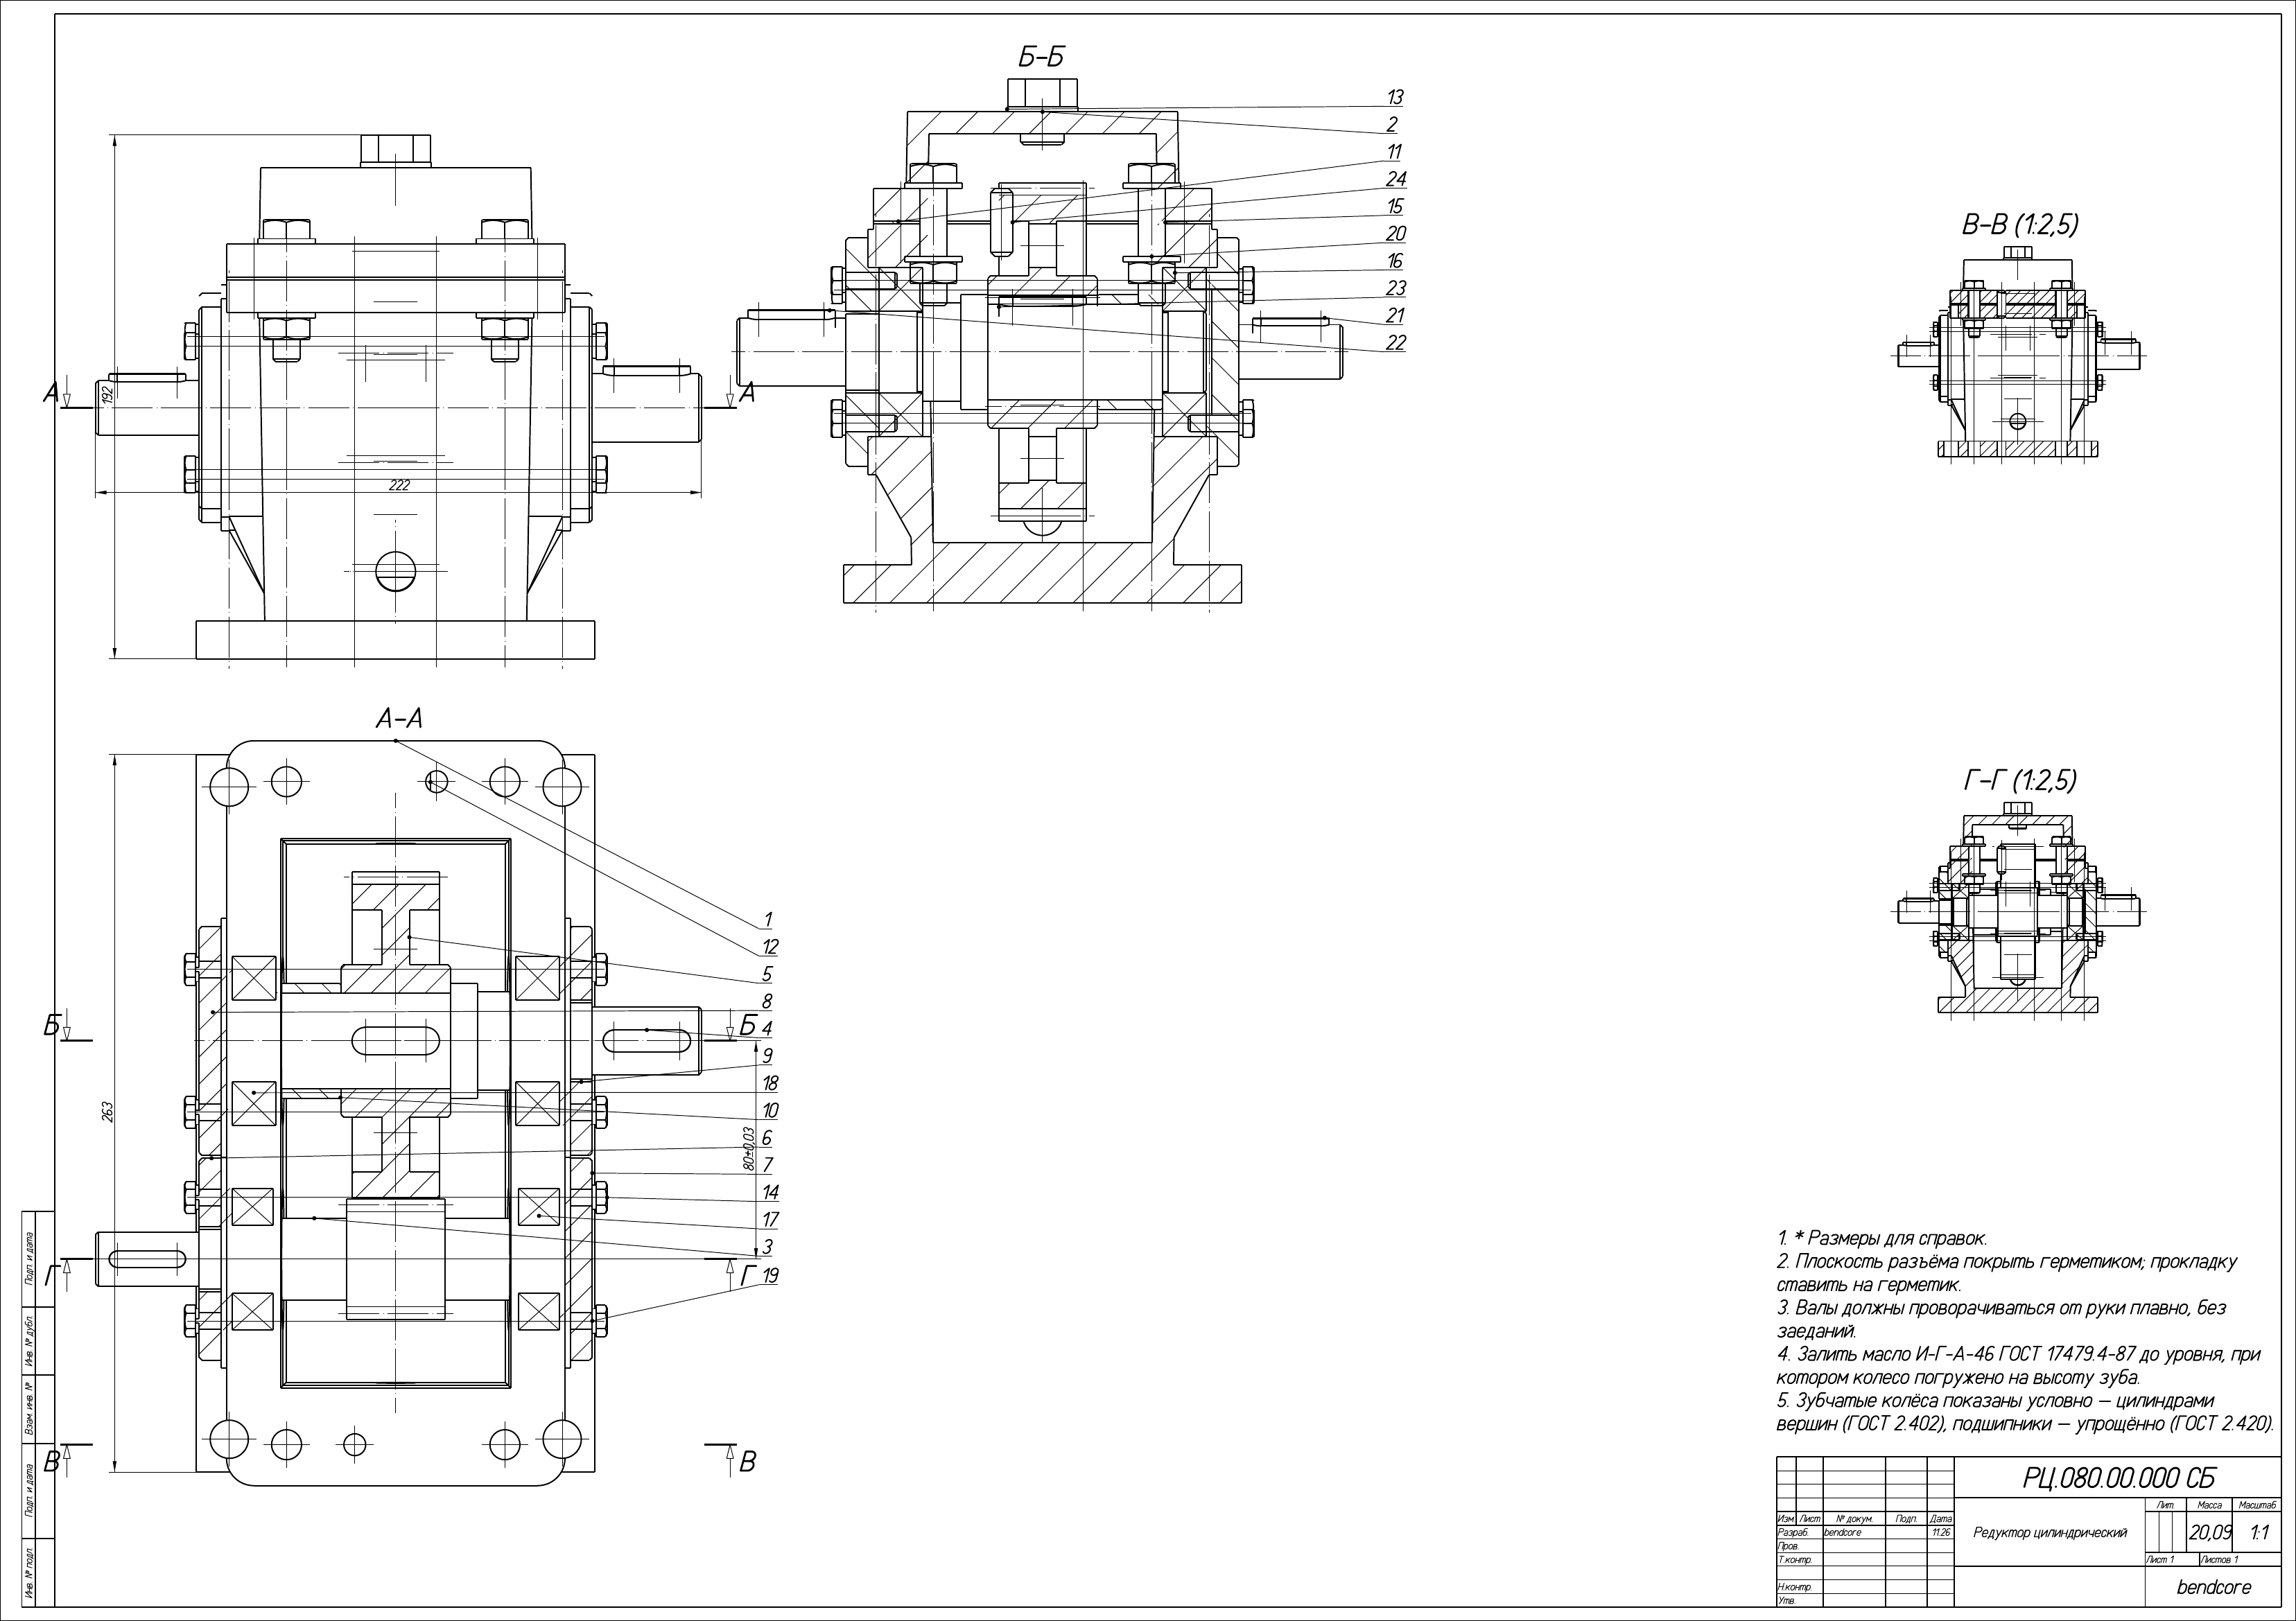 Б–Б
13
2
11
24
15
20
16
23
21
22
192
А
А
222
В–В (1:2,5)
А–А
1
12
5
8
Б
Б
4
9
18
10
263
80±0,03
6
7
14
17
3
Г
Г
19
В
В
Г–Г (1:2,5)
1. * Размеры для справок.
2. Плоскость разъёма покрыть герметиком; прокладку
ставить на герметик.
3. Валы должны проворачиваться от руки плавно, без
заеданий.
4. Залить масло И-Г-А-46 ГОСТ 17479.4-87 до уровня, при
котором колесо погружено на высоту зуба.
5. Зубчатые колёса показаны условно – цилиндрами
вершин (ГОСТ 2.402), подшипники – упрощённо (ГОСТ 2.420).
Подп. и дата
Инв. № дубл.
Взам. инв. №
Подп. и дата
Инв. № подл.
РЦ.080.00.000 СБ
Лит. Масса Масштаб
Изм. Лист № докум. Подп. Дата
Разраб. bendcore 11.26
Редуктор цилиндрический
20,09 1:1
Пров.
Т.контр.
Лист 1 Листов 1
Н.контр.
bendcore
Утв.